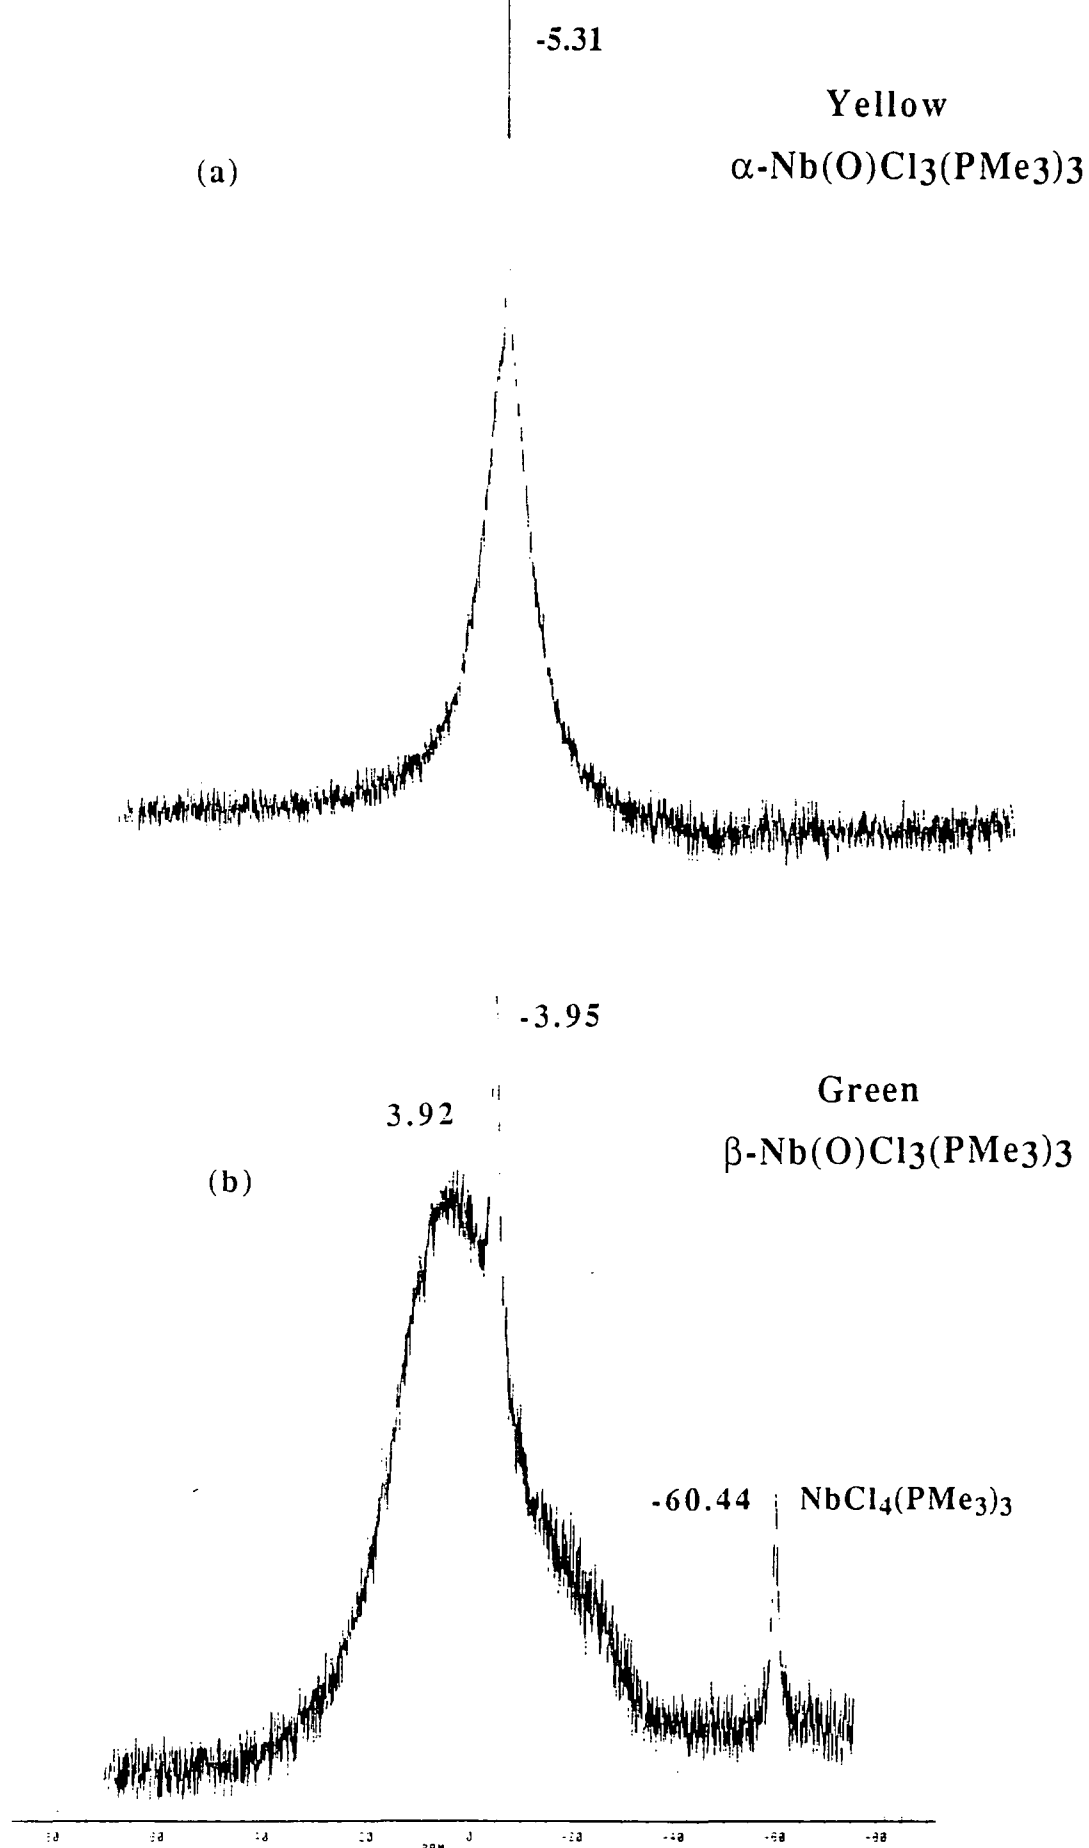 -5.31
Yellow
(a)
α-Nb(O)Cl3(PMe3)3
-3.95
3.92
Green
β-Nb(O)Cl3(PMe3)3
(b)
-60.44 NbCl4(PMe3)3
0